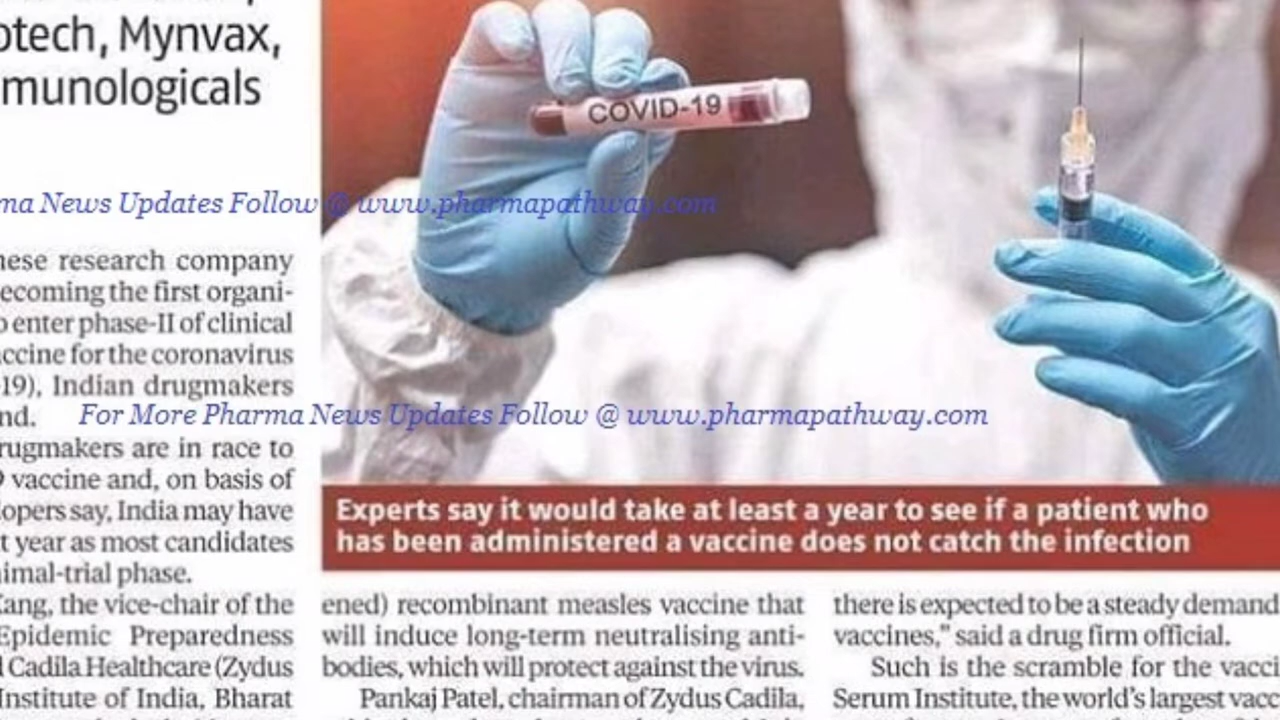 otech, Mynvax,
munologicals
COVID-19
ma News Updates Follow @ www.pharmapathway.com
hese research company
ecoming the first organi-
o enter phase-II of clinical
accine for the coronavirus
-19), Indian drugmakers
nd.
For More Pharma News Updates Follow @ www.pharmapathway.com
rugmakers are in race to
9 vaccine and, on basis of
lopers say, India may have
t year as most candidates
nimal-trial phase.
Kang, the vice-chair of the
Epidemic Preparedness
d Cadila Healthcare (Zydus
Institute of India, Bharat
Experts say it would take at least a year to see if a patient who
has been administered a vaccine does not catch the infection
ened) recombinant measles vaccine that
will induce long-term neutralising anti-
bodies, which will protect against the virus.
Pankaj Patel, chairman of Zydus Cadila,
there is expected to be a steady demand
vaccines," said a drug firm official.
Such is the scramble for the vacci
Serum Institute, the world's largest vacc